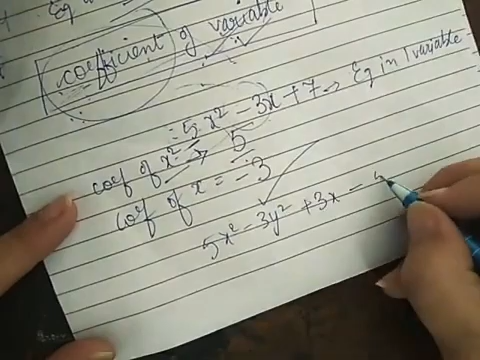 Eq
coefficient of variable
5x² - 3x + 7 → Eq in 1 variable
coef of x² → 5
coef of x = -3
5x² - 3y² + 3x -